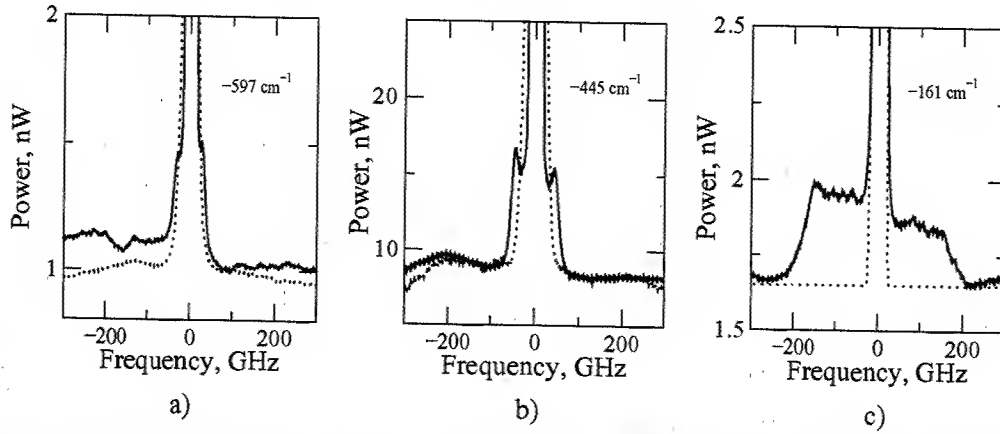 2
1
Power, nW
−597 cm⁻¹
−200
0
200
Frequency, GHz
a)
20
10
Power, nW
−445 cm⁻¹
−200
0
200
Frequency, GHz
b)
2.5
2
1.5
Power, nW
−161 cm⁻¹
−200
0
200
Frequency, GHz
c)